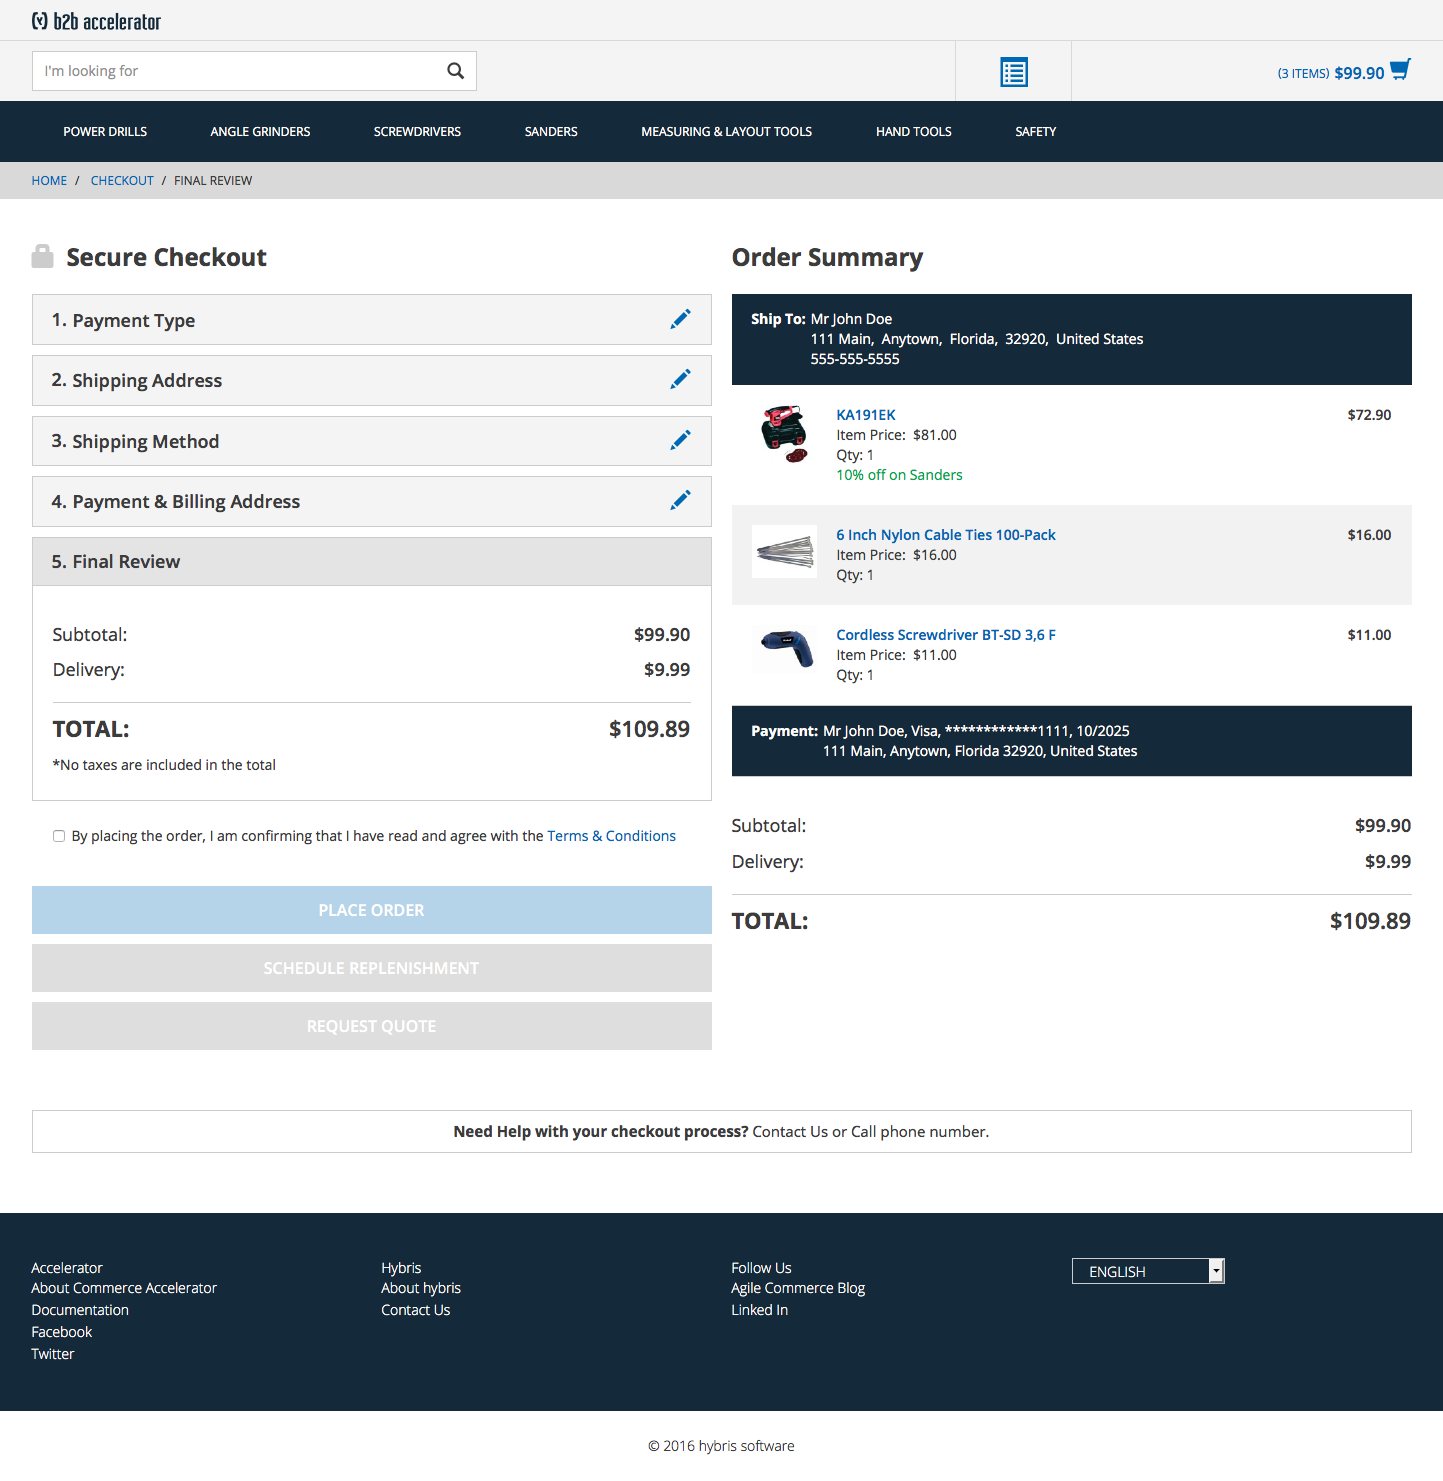 b2b accelerator
I'm looking for
(3 ITEMS) $99.90
POWER DRILLS ANGLE GRINDERS SCREWDRIVERS SANDERS MEASURING & LAYOUT TOOLS HAND TOOLS SAFETY
HOME / CHECKOUT / FINAL REVIEW
Secure Checkout
1. Payment Type
2. Shipping Address
3. Shipping Method
4. Payment & Billing Address
5. Final Review
Subtotal: $99.90
Delivery: $9.99
TOTAL: $109.89
*No taxes are included in the total
By placing the order, I am confirming that I have read and agree with the Terms & Conditions
PLACE ORDER
SCHEDULE REPLENISHMENT
REQUEST QUOTE
Order Summary
Ship To: Mr John Doe
111 Main, Anytown, Florida, 32920, United States
555-555-5555
KA191EK $72.90
Item Price: $81.00
Qty: 1
10% off on Sanders
6 Inch Nylon Cable Ties 100-Pack $16.00
Item Price: $16.00
Qty: 1
Cordless Screwdriver BT-SD 3,6 F $11.00
Item Price: $11.00
Qty: 1
Payment: Mr John Doe, Visa, ************1111, 10/2025
111 Main, Anytown, Florida 32920, United States
Subtotal: $99.90
Delivery: $9.99
TOTAL: $109.89
Need Help with your checkout process? Contact Us or Call phone number.
Accelerator
About Commerce Accelerator
Documentation
Facebook
Twitter
Hybris
About hybris
Contact Us
Follow Us
Agile Commerce Blog
Linked In
ENGLISH
© 2016 hybris software